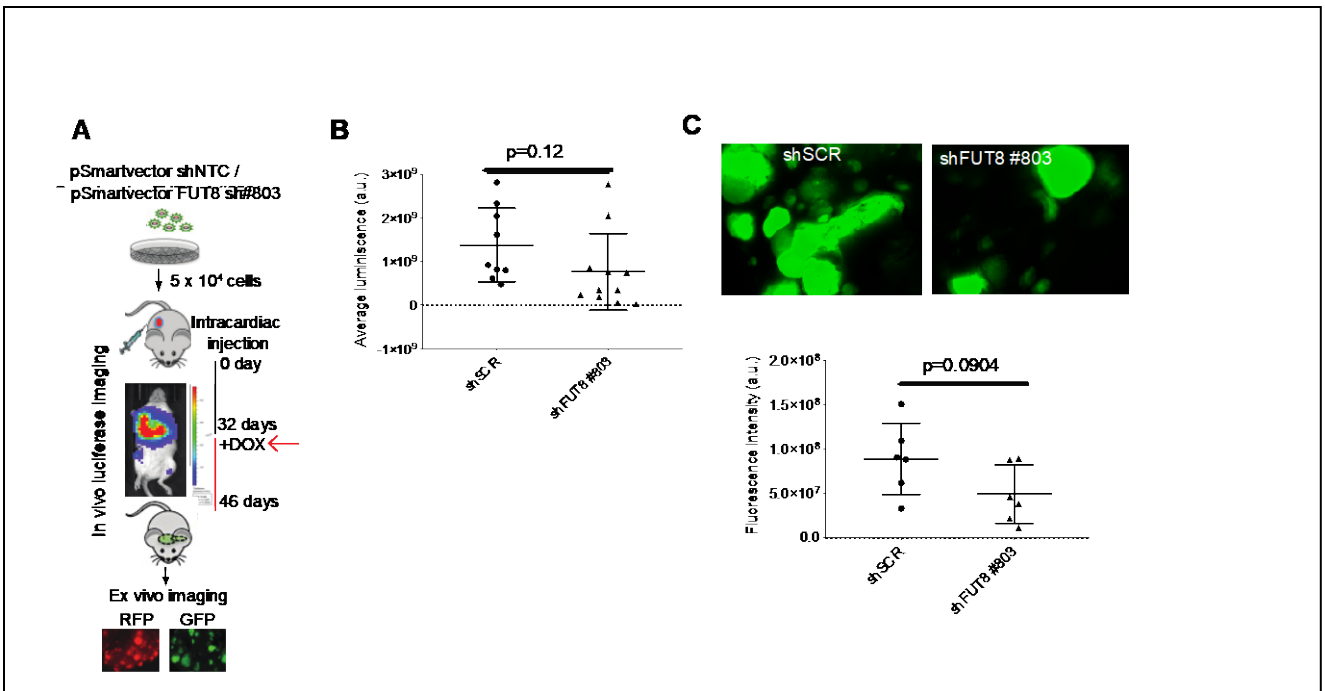 A
pSmartvector shNTC /
pSmartvector FUT8 sh#803
5 x 10⁴ cells
Intracardiac
injection
0 day
In vivo luciferase imaging
32 days
+DOX
46 days
Ex vivo imaging
RFP GFP
B
p=0.12
Average luminiscence (a.u.)
3×10⁹
2×10⁹
1×10⁹
0
-1×10⁹
shSCR
shFUT8 #803
C
shSCR
shFUT8 #803
p=0.0904
Fluorescence Intensity (a.u.)
2.0×10⁸
1.5×10⁸
1.0×10⁸
5.0×10⁷
0.0
shSCR
shFUT8 #803